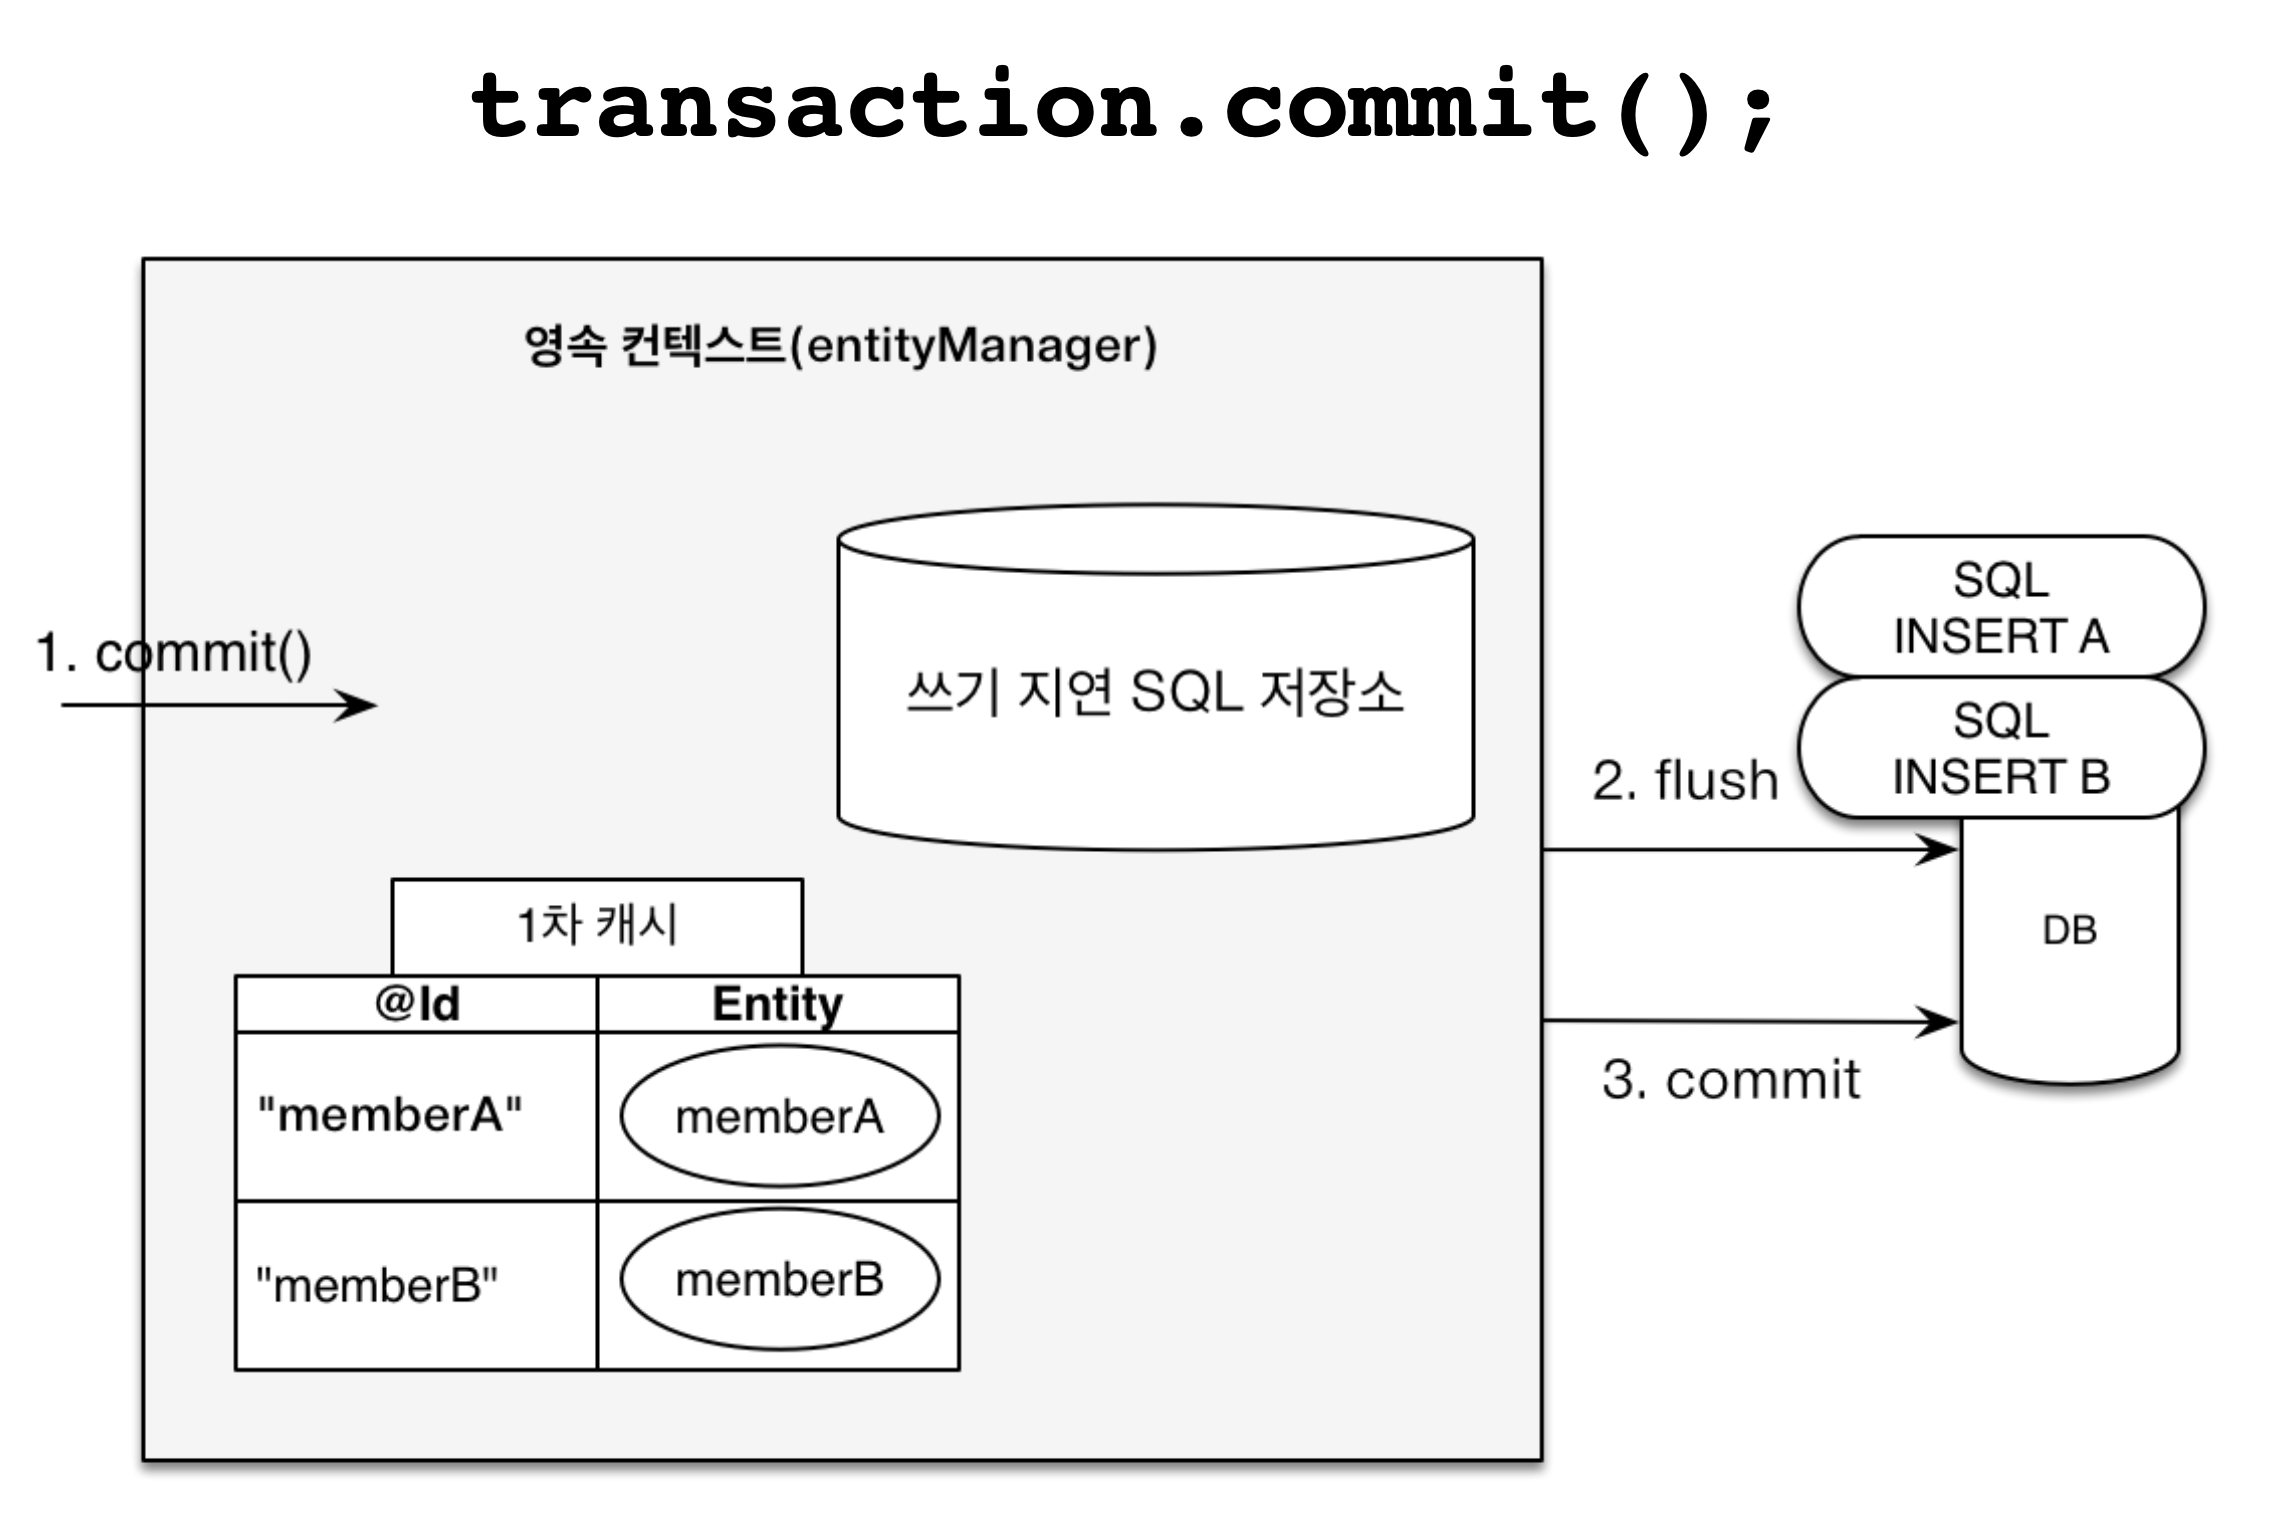 transaction.commit();
영속 컨텍스트(entityManager)
1. commit()
쓰기 지연 SQL 저장소
SQL
INSERT A
SQL
INSERT B
2. flush
DB
3. commit
1차 캐시
@Id Entity
"memberA" memberA
"memberB" memberB